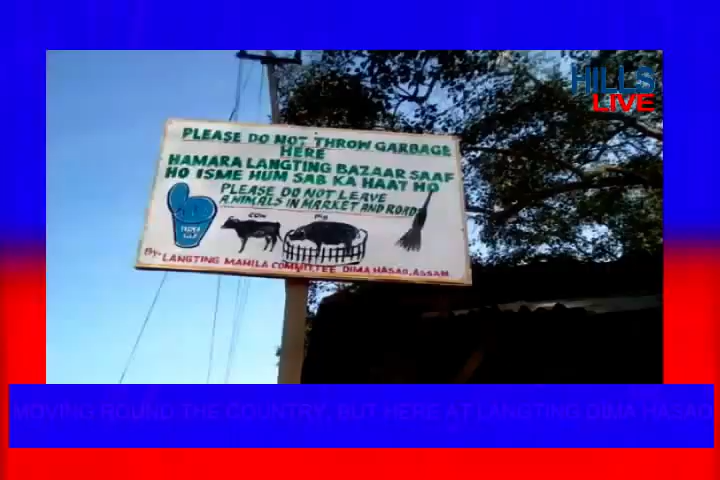 HILLS
LIVE
PLEASE DO NOT THROW GARBAGE
HERE
HAMARA LANGTING BAZAAR SAAF
HO ISME HUM SAB KA HAAT HO
PLEASE DO NOT LEAVE
ANIMALS IN MARKET AND ROADS
COW
PIG
By:- LANGTING MAHILA COMMITTEE DIMA HASAO, ASSAM.
MOVING ROUND THE COUNTRY, BUT HERE AT LANGTING DIMA HASAO